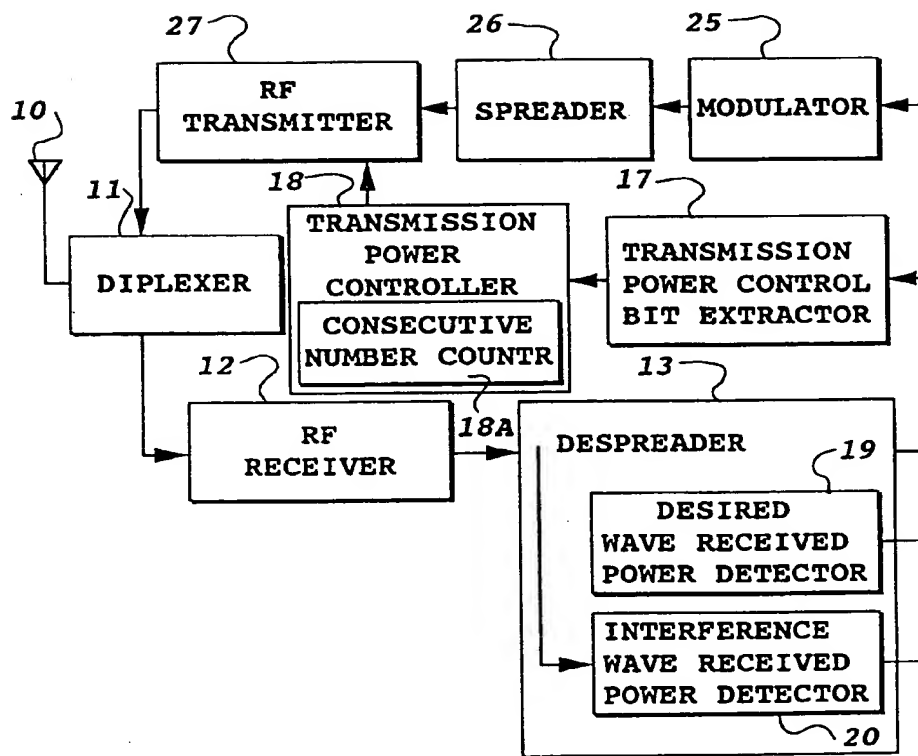 27
26
25
RF
TRANSMITTER
SPREADER
MODULATOR
10
11
18
17
DIPLEXER
TRANSMISSION
POWER
CONTROLLER
CONSECUTIVE
NUMBER COUNTR
TRANSMISSION
POWER CONTROL
BIT EXTRACTOR
12
18A
13
RF
RECEIVER
DESPREADER
19
DESIRED
WAVE RECEIVED
POWER DETECTOR
INTERFERENCE
WAVE RECEIVED
POWER DETECTOR
20